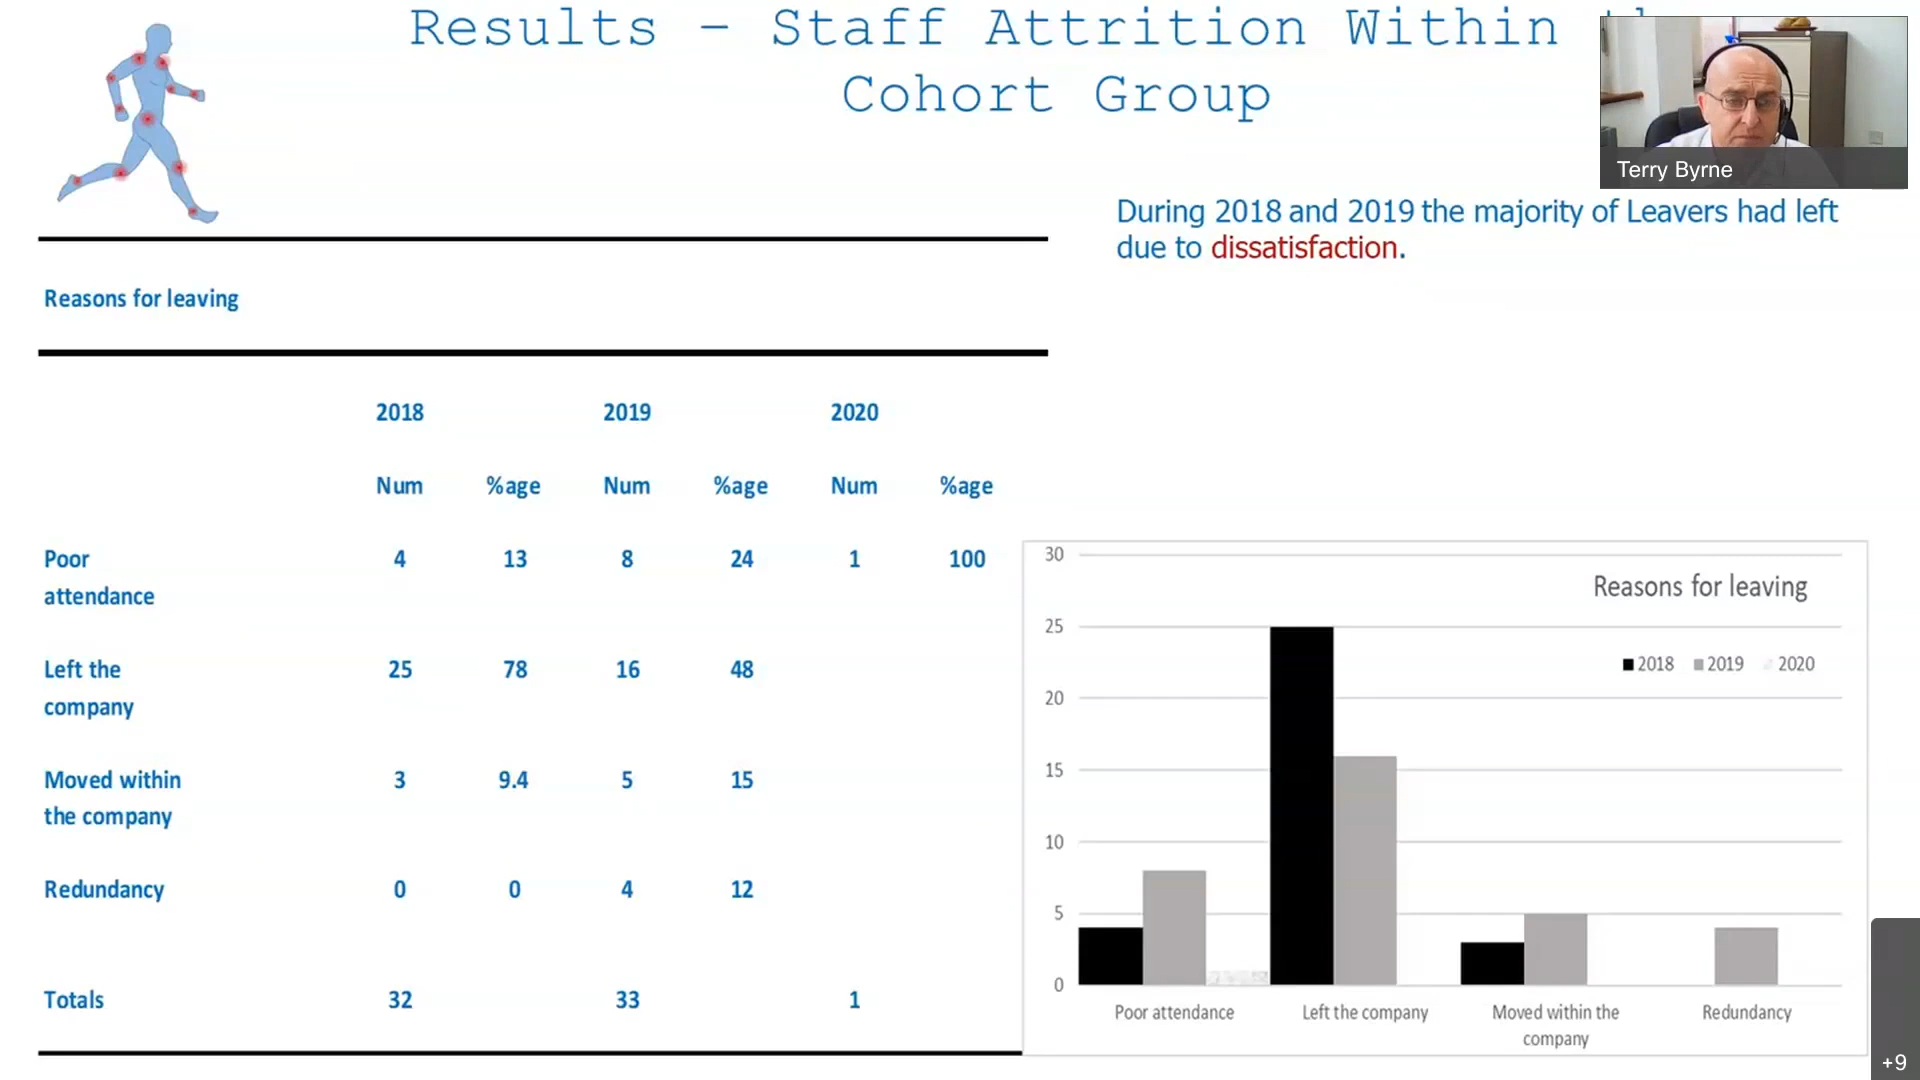 Results – Staff Attrition Within
Cohort Group
Terry Byrne
During 2018 and 2019 the majority of Leavers had left
due to dissatisfaction.
Reasons for leaving
2018 2019 2020
Num %age Num %age Num %age
Poor
attendance
4 13 8 24 1 100
Left the
company
25 78 16 48
Moved within
the company
3 9.4 5 15
Redundancy 0 0 4 12
Totals 32 33 1
Reasons for leaving
2018 2019 2020
30
25
20
15
10
5
0
Poor attendance
Left the company
Moved within the
company
Redundancy
+9